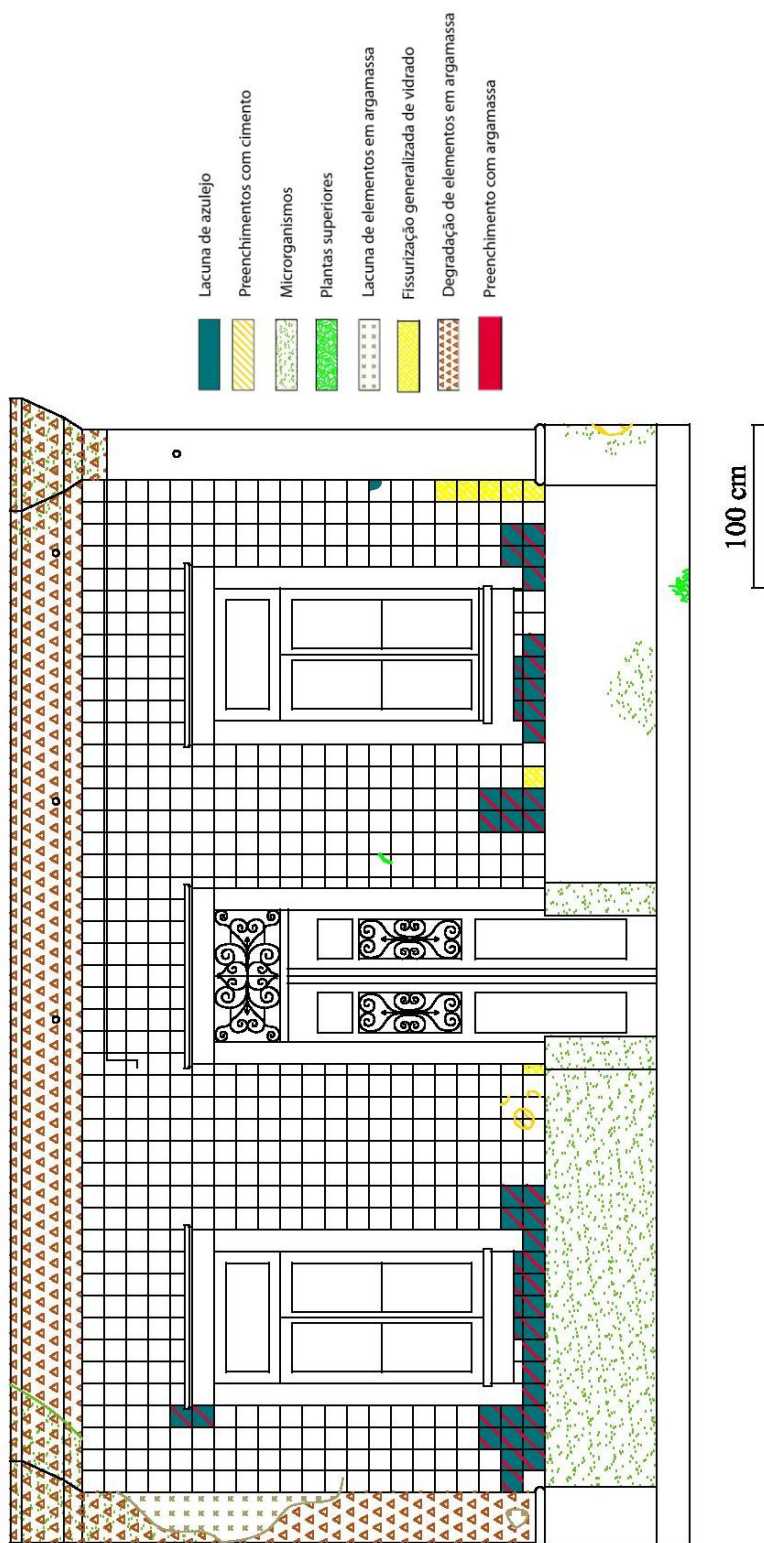 Lacuna de azulejo
Preenchimentos com cimento
Microrganismos
Plantas superiores
Lacuna de elementos em argamassa
Fissurização generalizada de vidrado
Degradação de elementos em argamassa
Preenchimento com argamassa
100 cm